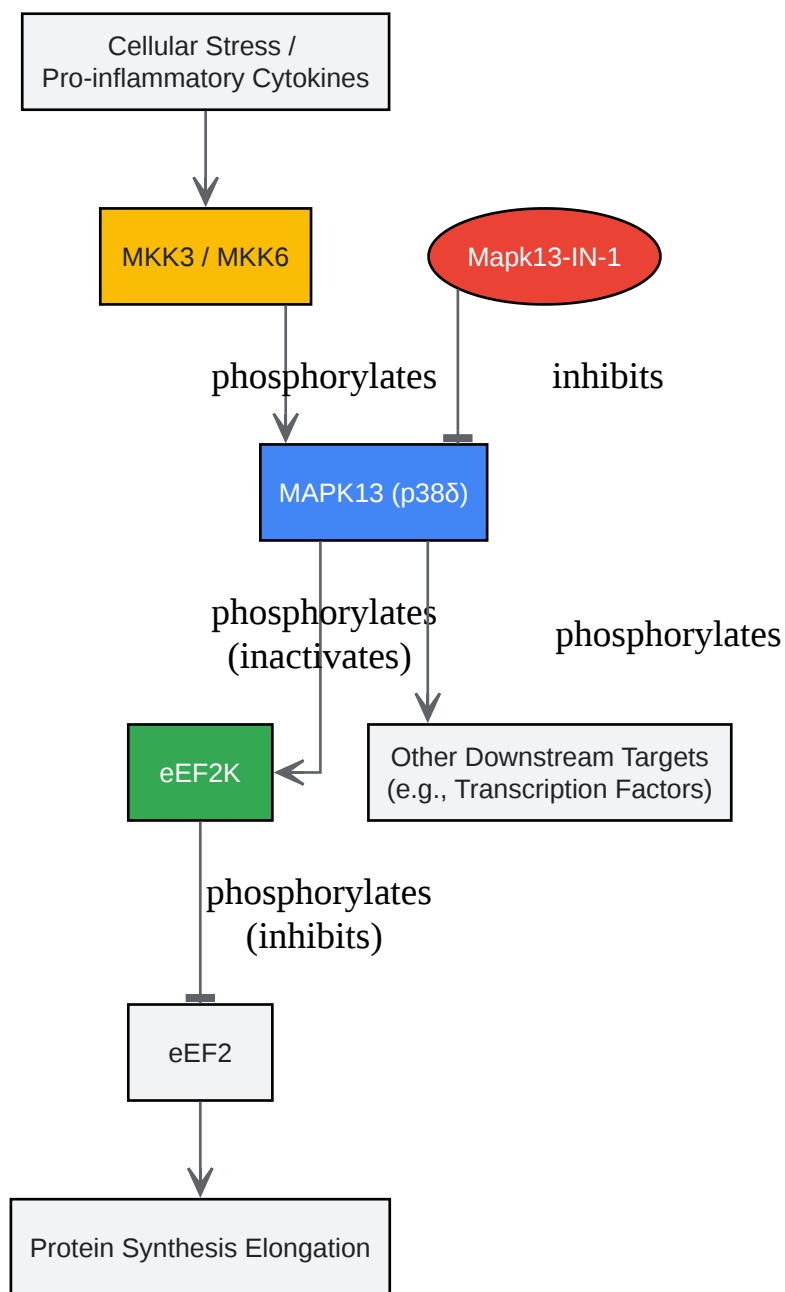 Cellular Stress /
Pro-inflammatory Cytokines
MKK3 / MKK6
Mapk13-IN-1
phosphorylates
inhibits
MAPK13 (p38δ)
phosphorylates
(inactivates)
phosphorylates
eEF2K
Other Downstream Targets
(e.g., Transcription Factors)
phosphorylates
(inhibits)
eEF2
Protein Synthesis Elongation